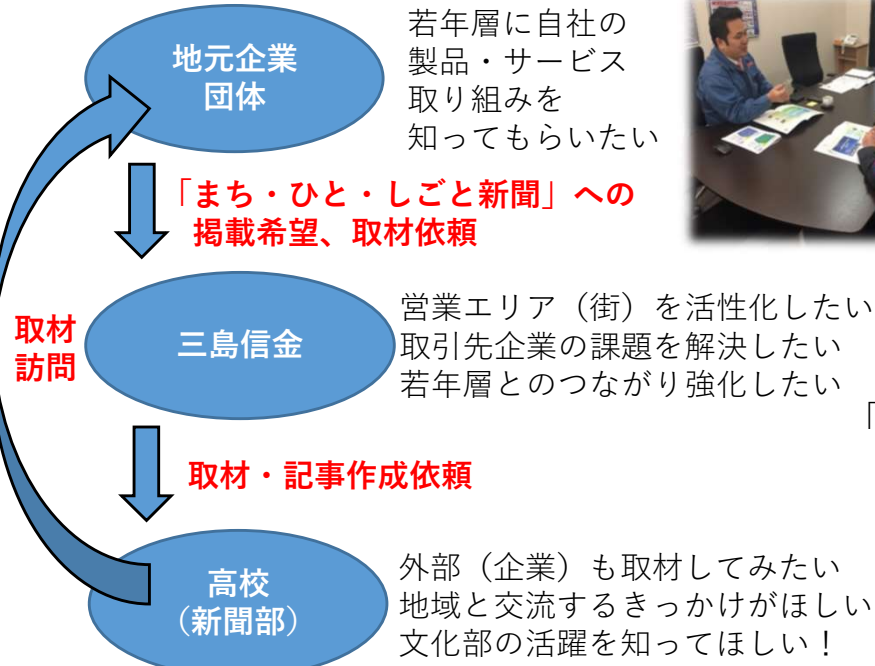 地元企業
団体
若年層に自社の
製品・サービス
取り組みを
知ってもらいたい
「まち・ひと・しごと新聞」への
掲載希望、取材依頼
取材
訪問
三島信金
営業エリア（街）を活性化したい
取引先企業の課題を解決したい
若年層とのつながり強化したい
「
取材・記事作成依頼
高校
（新聞部）
外部（企業）も取材してみたい
地域と交流するきっかけがほしい
文化部の活躍を知ってほしい！